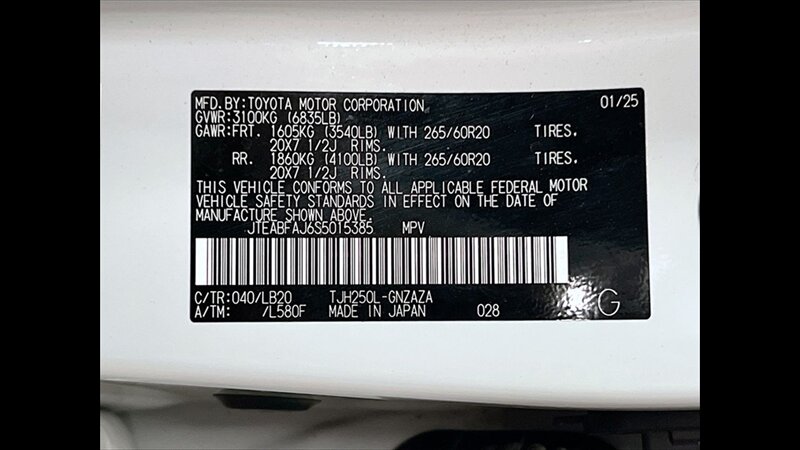 MFD.BY:TOYOTA MOTOR CORPORATION 01/25
GVWR:3100KG (6835LB)
GAWR:FRT. 1605KG (3540LB) WITH 265/60R20 TIRES.
20X7 1/2J RIMS.
RR. 1860KG (4100LB) WITH 265/60R20 TIRES.
20X7 1/2J RIMS.
THIS VEHICLE CONFORMS TO ALL APPLICABLE FEDERAL MOTOR
VEHICLE SAFETY STANDARDS IN EFFECT ON THE DATE OF
MANUFACTURE SHOWN ABOVE.
JTEABFAJ6S5015385 MPV
C/TR:040/LB20 TJH250L-GNZAZA
A/TM: /L580F MADE IN JAPAN 028 G